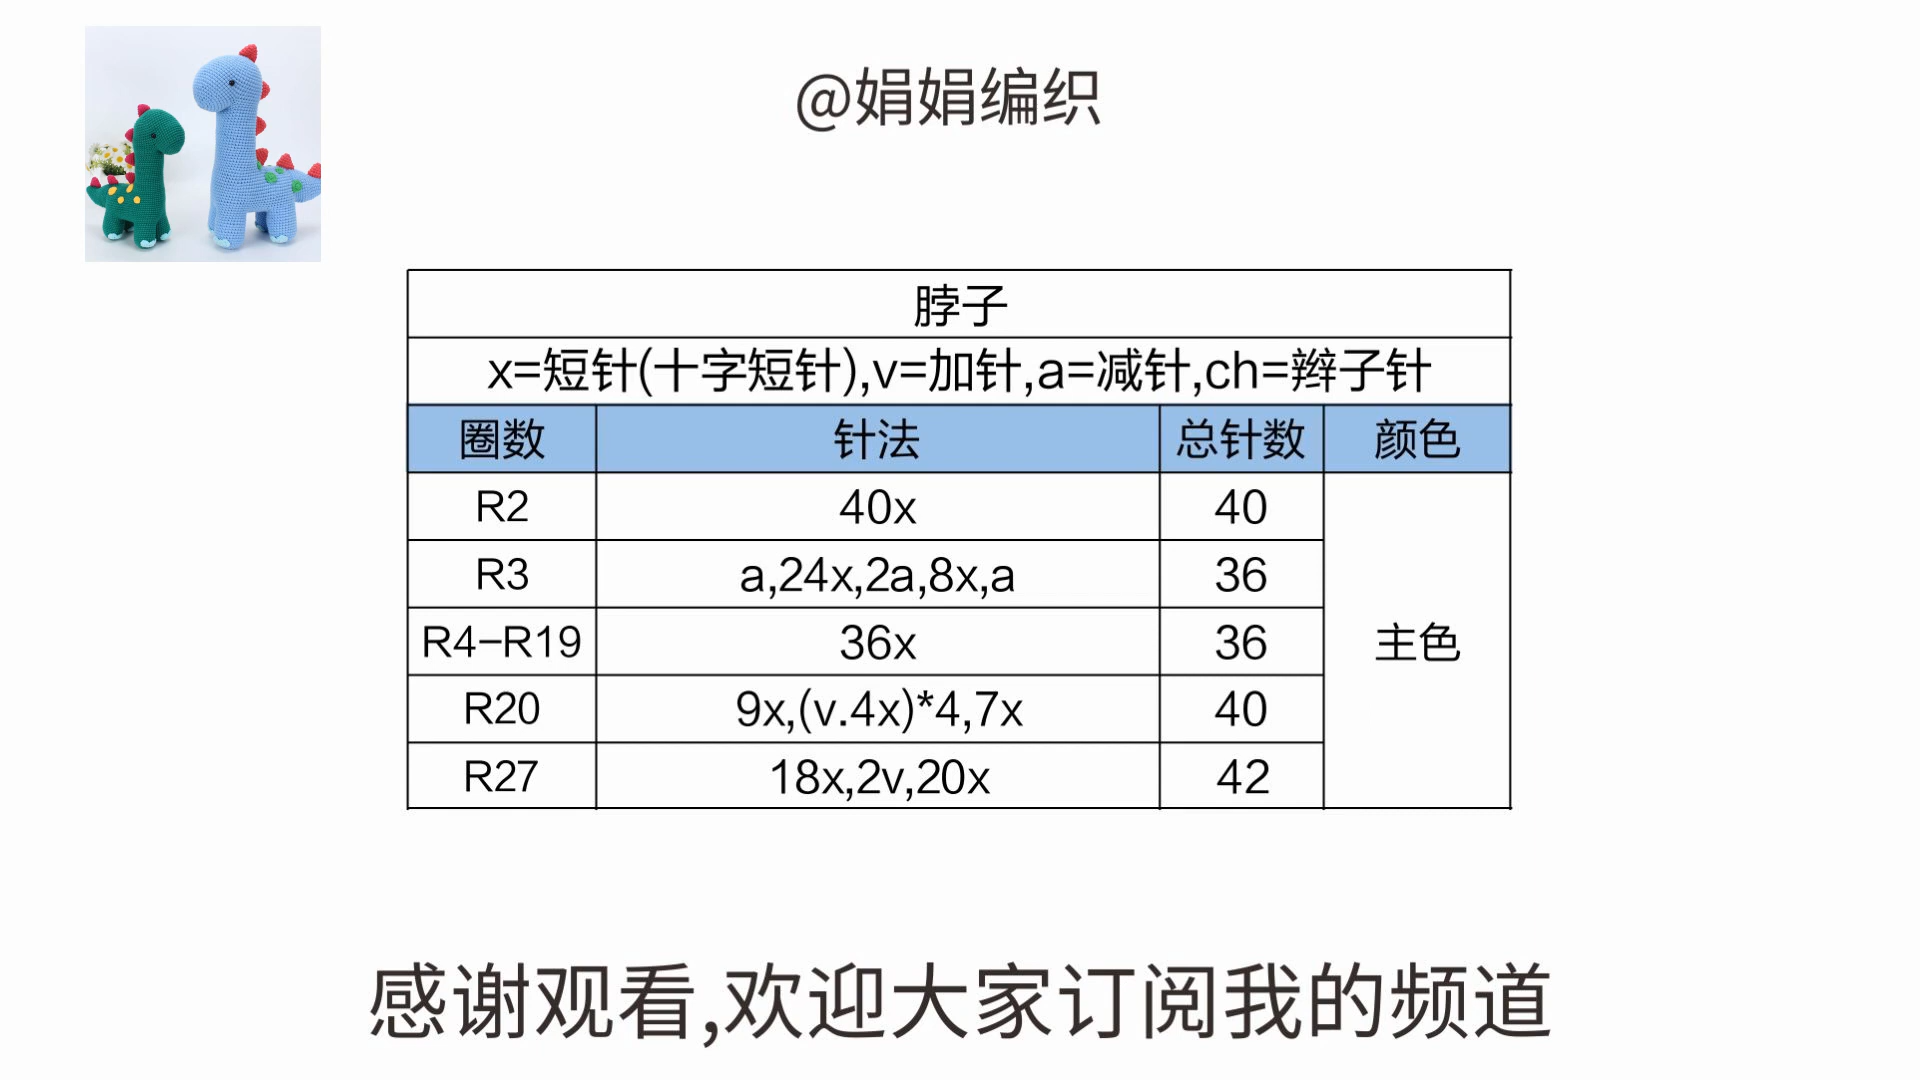 @娟娟编织
脖子
x=短针(十字短针),v=加针,a=减针,ch=辫子针
圈数 针法 总针数 颜色
R2 40x 40
R3 a,24x,2a,8x,a 36
R4-R19 36x 36 主色
R20 9x,(v.4x)*4,7x 40
R27 18x,2v,20x 42
感谢观看,欢迎大家订阅我的频道